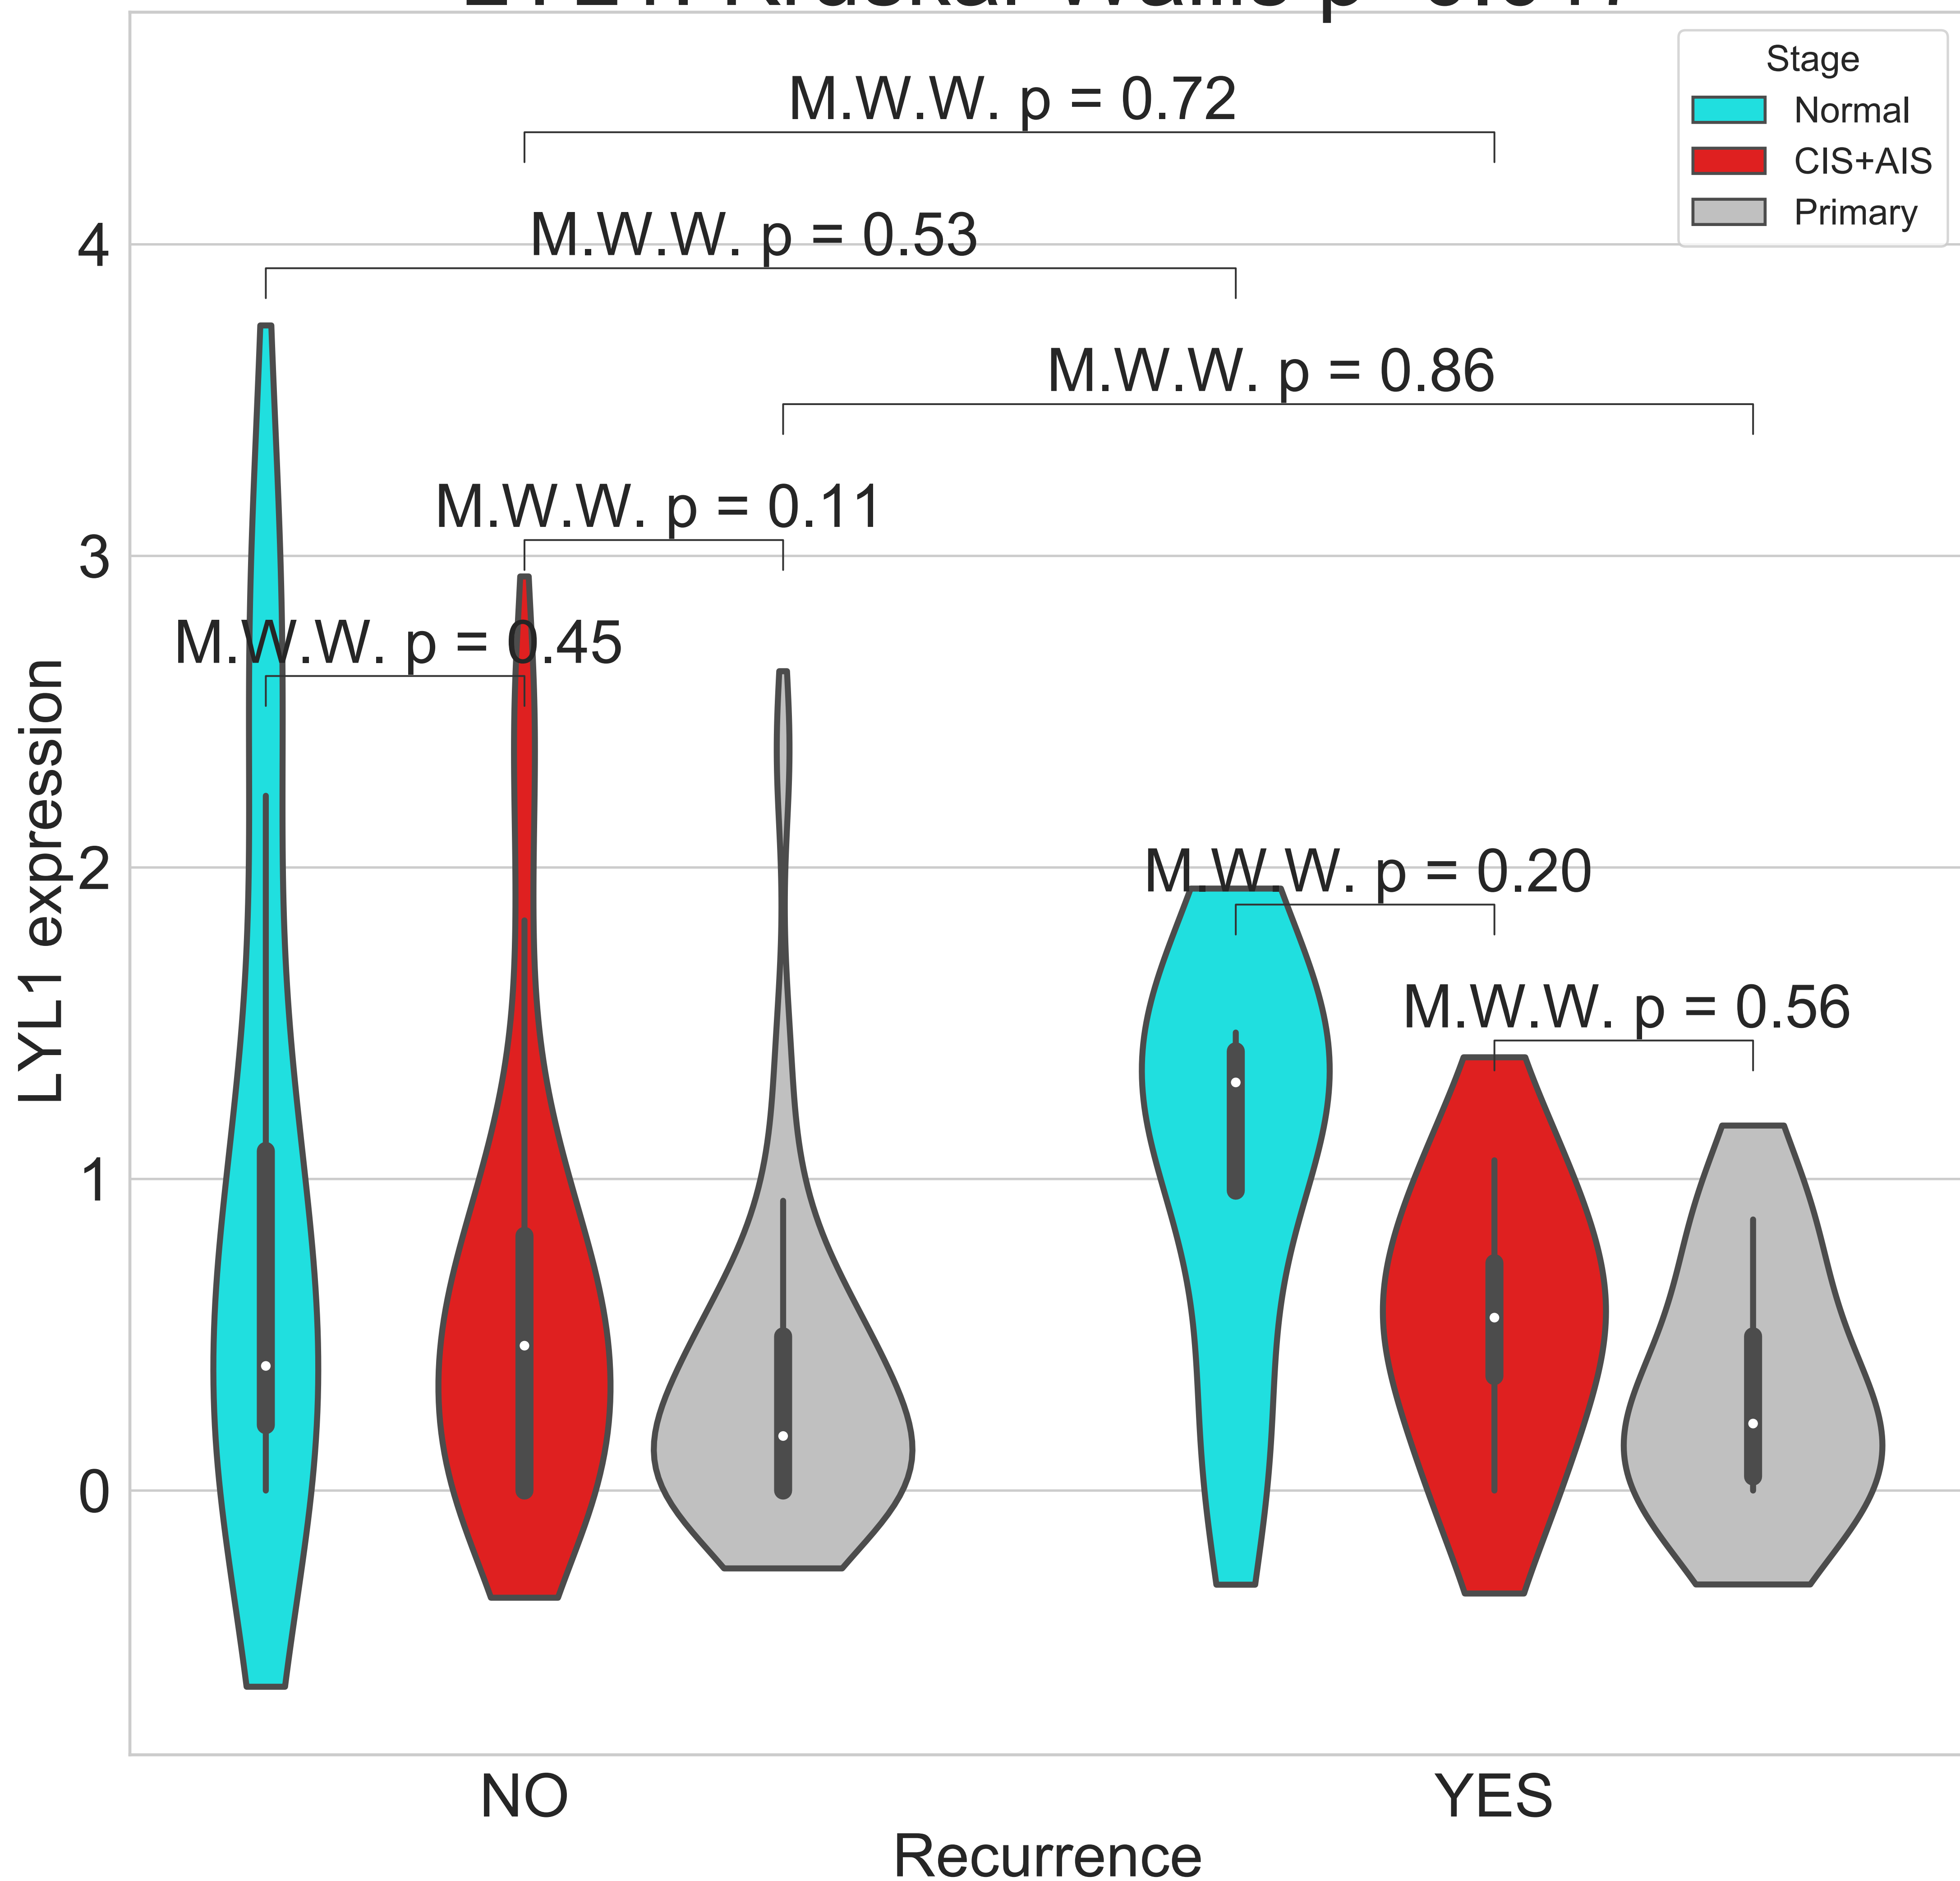 Stage
Normal
CIS+AIS
Primary
M.W.W. p = 0.72
M.W.W. p = 0.53
M.W.W. p = 0.86
M.W.W. p = 0.11
M.W.W. p = 0.45
M.W.W. p = 0.20
M.W.W. p = 0.56
4
3
2
1
0
LYL1 expression
NO
YES
Recurrence